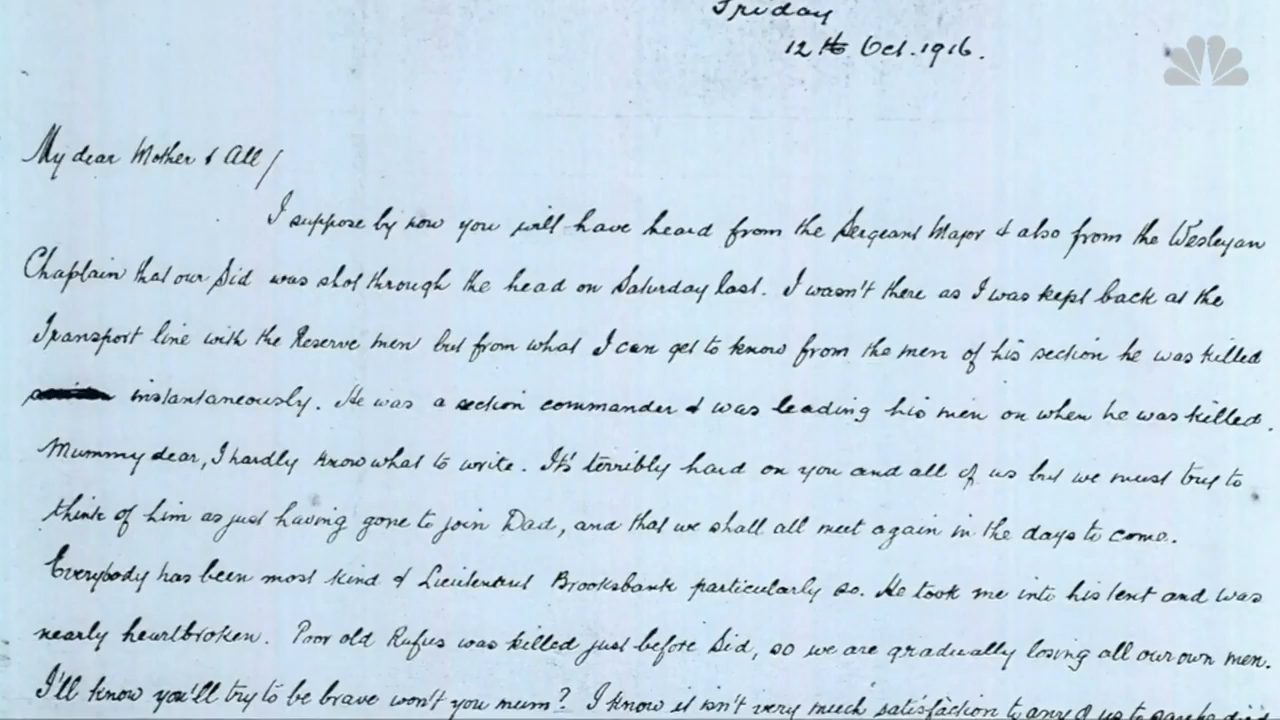 Friday
12th Oct. 1916.
My dear Mother & All/
I suppose by now you will have heard from the Sergeant Major & also from the Wesleyan
Chaplain that our Sid was shot through the head on Saturday last. I wasn't there as I was kept back at the
Transport line with the Reserve men but from what I can get to know from the men of his section he was killed
instantaneously. He was a section commander & was leading his men on when he was killed.
Mummy dear, I hardly know what to write. It's terribly hard on you and all of us but we must try to
think of him as just having gone to join Dad, and that we shall all meet again in the days to come.
Everybody has been most kind & Lieutenant Brooksbank particularly so. He took me into his tent and was
nearly heartbroken. Poor old Rufus was killed just before Sid, so we are gradually losing all our own men.
I'll know you'll try to be brave won't you mum? I know it isn't very much satisfaction to any of us to say he